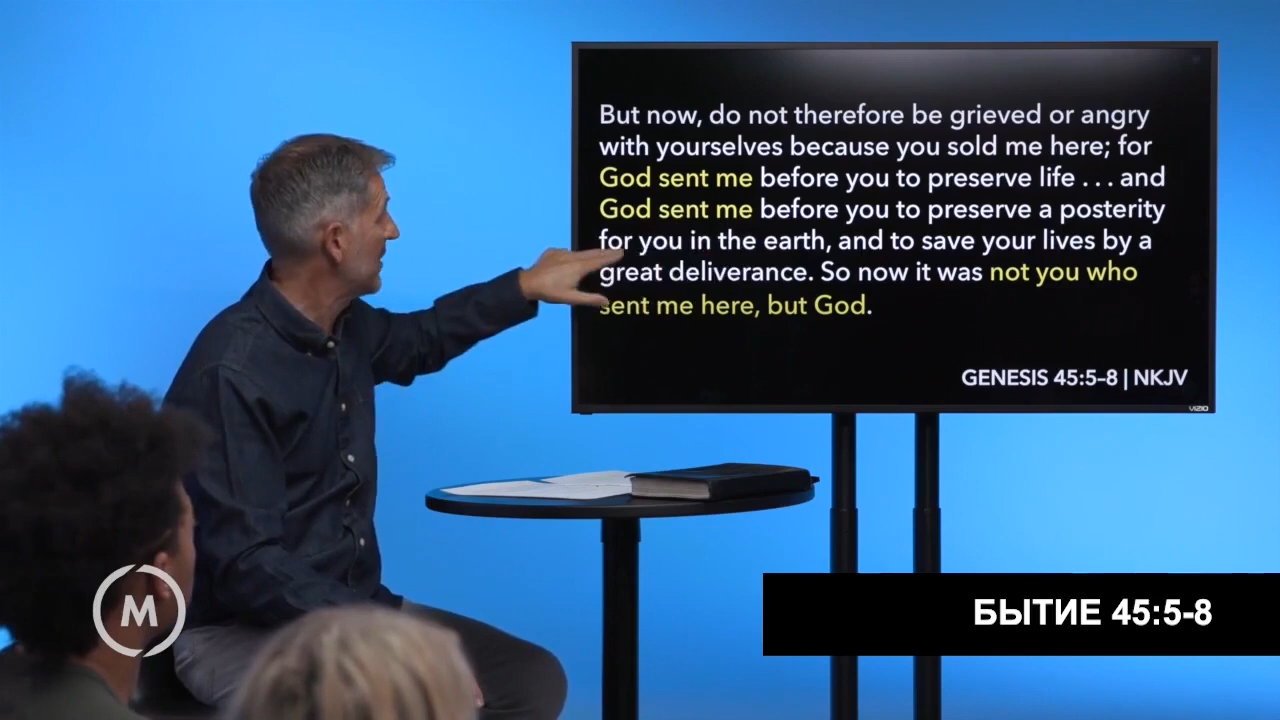 But now, do not therefore be grieved or angry
with yourselves because you sold me here; for
God sent me before you to preserve life . . . and
God sent me before you to preserve a posterity
for you in the earth, and to save your lives by a
great deliverance. So now it was not you who
sent me here, but God.
GENESIS 45:5–8 | NKJV
VIZIO
M
БЫТИЕ 45:5-8